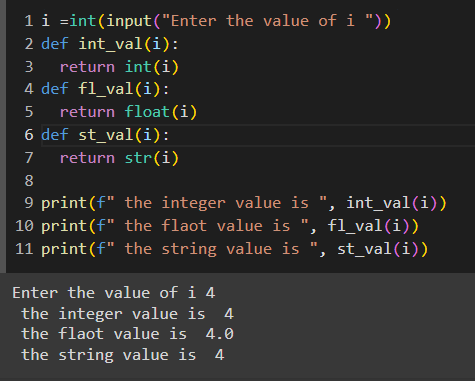 1 i =int(input("Enter the value of i "))
2 def int_val(i):
3   return int(i)
4 def fl_val(i):
5   return float(i)
6 def st_val(i):
7   return str(i)
8
9 print(f" the integer value is ", int_val(i))
10 print(f" the flaot value is ", fl_val(i))
11 print(f" the string value is ", st_val(i))
Enter the value of i 4
 the integer value is  4
 the flaot value is  4.0
 the string value is  4